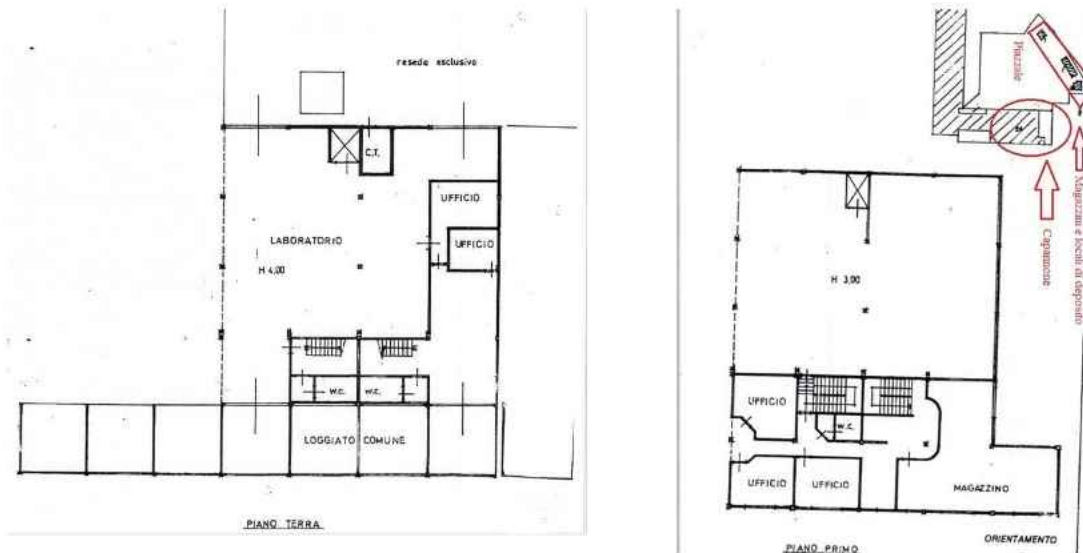 resede esclusivo
C.T.
UFFICIO
UFFICIO
LABORATORIO
H 4,00
W.C.
W.C.
LOGGIATO COMUNE
PIANO TERRA
Piazzale
Magazzini e locali di deposito
Capannone
H 3,00
UFFICIO
W.C.
UFFICIO
UFFICIO
MAGAZZINO
PIANO PRIMO
ORIENTAMENTO